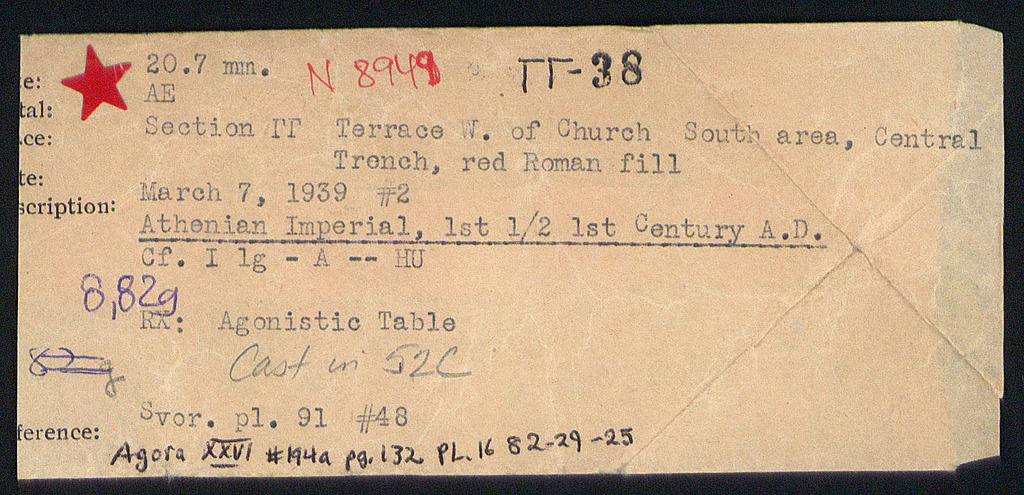 e: 20.7 mm. N 8949 ΠΓ-38
tal: AE
ce: Section ΠΓ Terrace W. of Church South area, Central
Trench, red Roman fill
te: March 7, 1939 #2
scription: Athenian Imperial, 1st 1/2 1st Century A.D.
Cf. I 1g - A -- HU
8,82g
RX: Agonistic Table
82g Cast in 52C
Svor. pl. 91 #48
ference: Agora XXVI #194a pg. 132 PL. 16 82-29-25